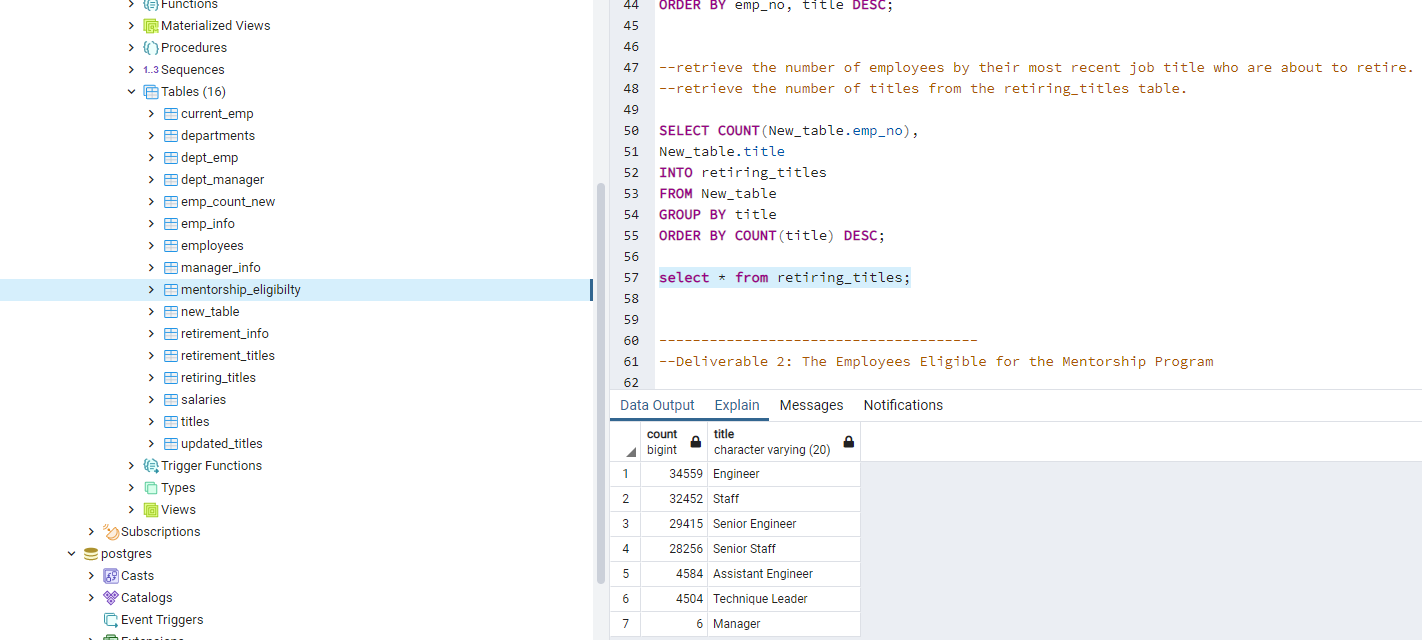 Functions
Materialized Views
Procedures
1..3 Sequences
Tables (16)
current_emp
departments
dept_emp
dept_manager
emp_count_new
emp_info
employees
manager_info
mentorship_eligibilty
new_table
retirement_info
retirement_titles
retiring_titles
salaries
titles
updated_titles
Trigger Functions
Types
Views
Subscriptions
postgres
Casts
Catalogs
Event Triggers
Extensions
44 ORDER BY emp_no, title DESC;
45
46
47 --retrieve the number of employees by their most recent job title who are about to retire.
48 --retrieve the number of titles from the retiring_titles table.
49
50 SELECT COUNT(New_table.emp_no),
51 New_table.title
52 INTO retiring_titles
53 FROM New_table
54 GROUP BY title
55 ORDER BY COUNT(title) DESC;
56
57 select * from retiring_titles;
58
59
60 --------------------------------------
61 --Deliverable 2: The Employees Eligible for the Mentorship Program
62
Data Output Explain Messages Notifications
count title
bigint character varying (20)
1 34559 Engineer
2 32452 Staff
3 29415 Senior Engineer
4 28256 Senior Staff
5 4584 Assistant Engineer
6 4504 Technique Leader
7 6 Manager